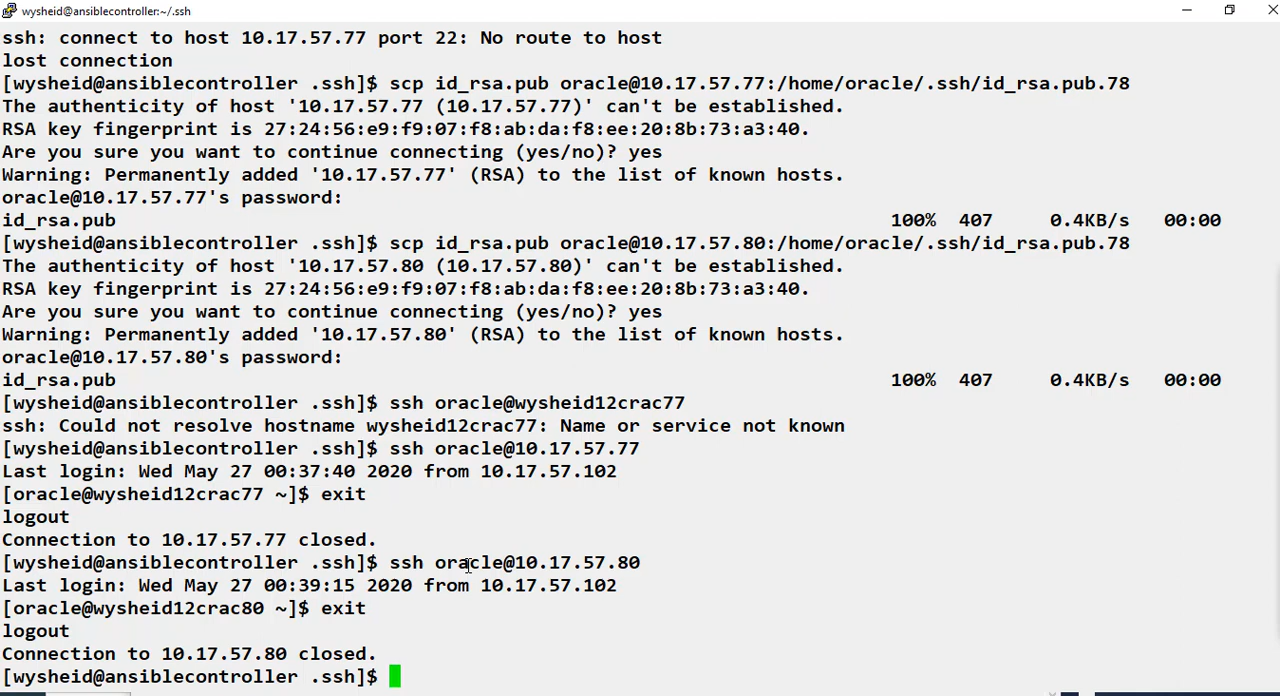 wysheid@ansiblecontroller:~/.ssh
ssh: connect to host 10.17.57.77 port 22: No route to host
lost connection
[wysheid@ansiblecontroller .ssh]$ scp id_rsa.pub oracle@10.17.57.77:/home/oracle/.ssh/id_rsa.pub.78
The authenticity of host '10.17.57.77 (10.17.57.77)' can't be established.
RSA key fingerprint is 27:24:56:e9:f9:07:f8:ab:da:f8:ee:20:8b:73:a3:40.
Are you sure you want to continue connecting (yes/no)? yes
Warning: Permanently added '10.17.57.77' (RSA) to the list of known hosts.
oracle@10.17.57.77's password:
id_rsa.pub 100% 407 0.4KB/s 00:00
[wysheid@ansiblecontroller .ssh]$ scp id_rsa.pub oracle@10.17.57.80:/home/oracle/.ssh/id_rsa.pub.78
The authenticity of host '10.17.57.80 (10.17.57.80)' can't be established.
RSA key fingerprint is 27:24:56:e9:f9:07:f8:ab:da:f8:ee:20:8b:73:a3:40.
Are you sure you want to continue connecting (yes/no)? yes
Warning: Permanently added '10.17.57.80' (RSA) to the list of known hosts.
oracle@10.17.57.80's password:
id_rsa.pub 100% 407 0.4KB/s 00:00
[wysheid@ansiblecontroller .ssh]$ ssh oracle@wysheid12crac77
ssh: Could not resolve hostname wysheid12crac77: Name or service not known
[wysheid@ansiblecontroller .ssh]$ ssh oracle@10.17.57.77
Last login: Wed May 27 00:37:40 2020 from 10.17.57.102
[oracle@wysheid12crac77 ~]$ exit
logout
Connection to 10.17.57.77 closed.
[wysheid@ansiblecontroller .ssh]$ ssh oracle@10.17.57.80
Last login: Wed May 27 00:39:15 2020 from 10.17.57.102
[oracle@wysheid12crac80 ~]$ exit
logout
Connection to 10.17.57.80 closed.
[wysheid@ansiblecontroller .ssh]$